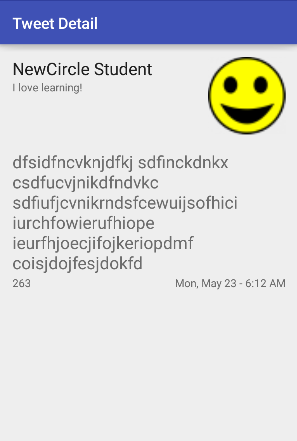 Tweet Detail
NewCircle Student
I love learning!
dfsidfncvknjdfkj sdfinckdnkx
csdfucvjnikdfndvkc
sdfiufjcvnikrndsfcewuijsofhici
iurchfowierufhiope
ieurfhjoecjifojkeriopdmf
coisjdojfesjdokfd
263
Mon, May 23 - 6:12 AM